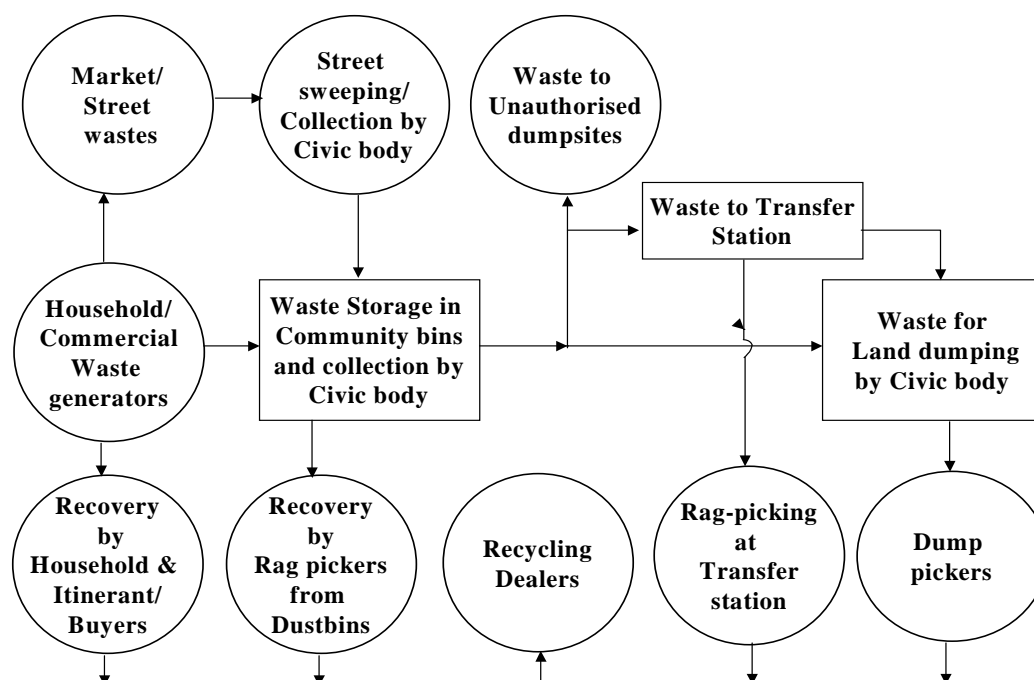 Market/
Street
wastes
Street
sweeping/
Collection by
Civic body
Waste to
Unauthorised
dumpsites
Waste to Transfer
Station
Household/
Commercial
Waste
generators
Waste Storage in
Community bins
and collection by
Civic body
Waste for
Land dumping
by Civic body
Recovery
by
Household &
Itinerant/
Buyers
Recovery
by
Rag pickers
from
Dustbins
Recycling
Dealers
Rag-picking
at
Transfer
station
Dump
pickers